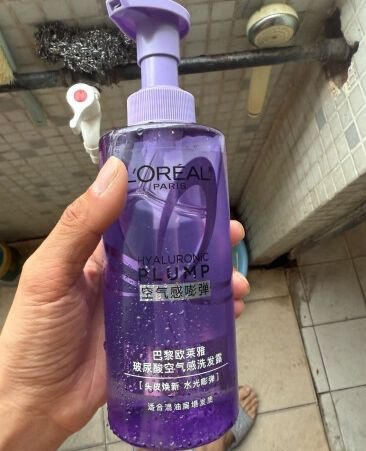 L'ORÉAL
PARIS
HYALURONIC
PLUMP
空气感嘭弹
巴黎欧莱雅
玻尿酸空气感洗发露
[头皮焕新 水光嘭弹]
适合混油扁塌发质